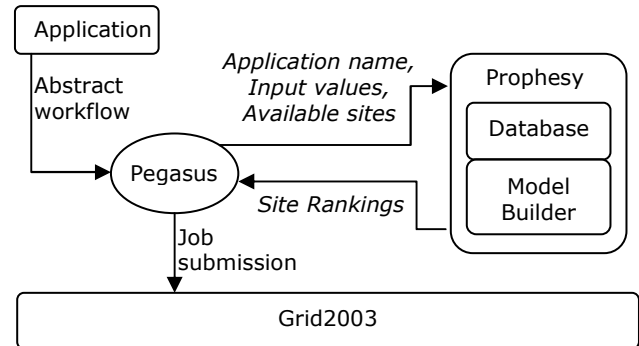 Application
Abstract
workflow
Application name,
Input values,
Available sites
Prophesy
Database
Model
Builder
Pegasus
Site Rankings
Job
submission
Grid2003